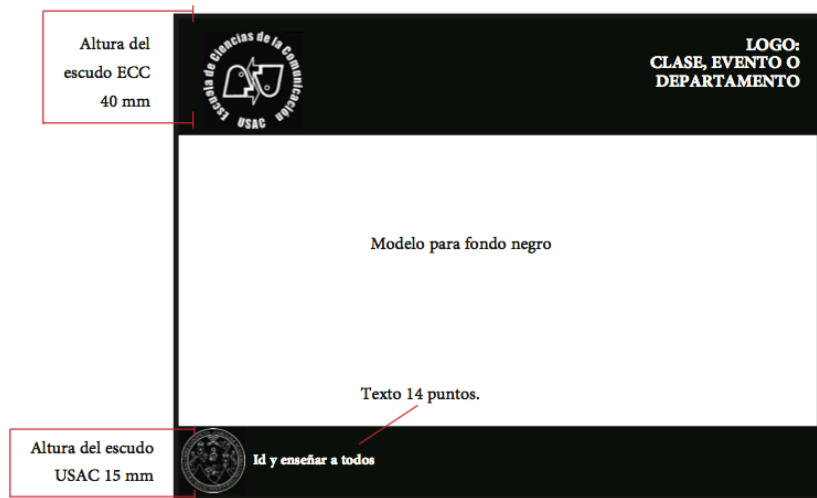 Altura del
escudo ECC
40 mm
Escuela de Ciencias de la Comunicación
USAC
LOGO:
CLASE, EVENTO O
DEPARTAMENTO
Modelo para fondo negro
Texto 14 puntos.
Altura del escudo
USAC 15 mm
Id y enseñar a todos